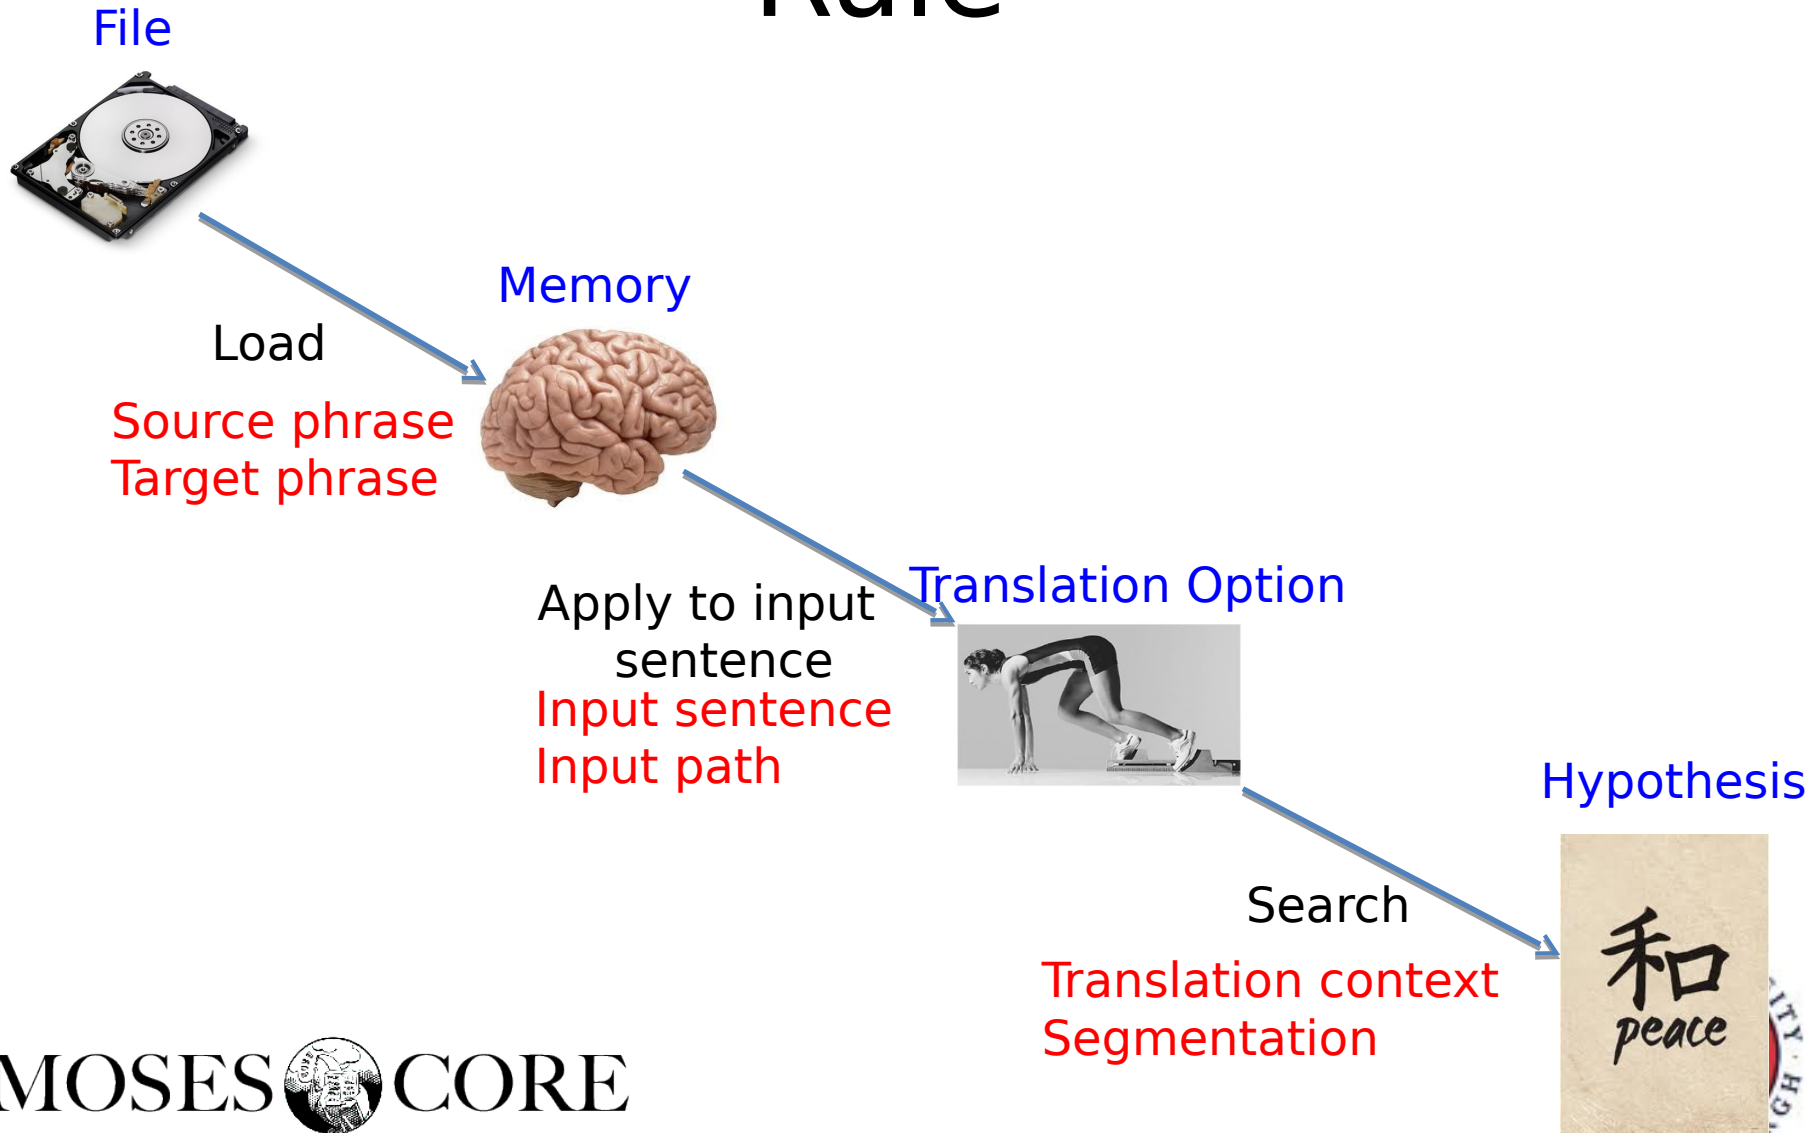 Rule
File
Memory
Load
Source phrase
Target phrase
Translation Option
Apply to input
sentence
Input sentence
Input path
Hypothesis
Search
Translation context
Segmentation
和
peace
MOSES CORE